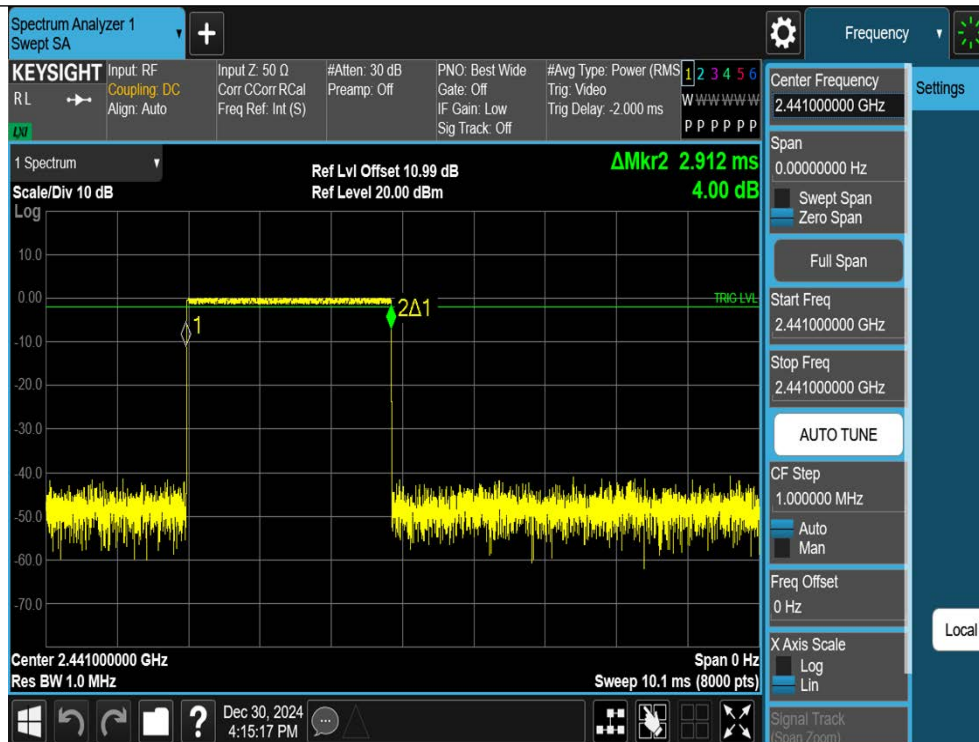 Spectrum Analyzer 1
Swept SA
+
Frequency
KEYSIGHT
RL
LXI
Input: RF
Coupling: DC
Align: Auto
Input Z: 50 Ω
Corr CCorr RCal
Freq Ref: Int (S)
#Atten: 30 dB
Preamp: Off
PNO: Best Wide
Gate: Off
IF Gain: Low
Sig Track: Off
#Avg Type: Power (RMS
Trig: Video
Trig Delay: -2.000 ms
1 2 3 4 5 6
W W W W W W
P P P P P P
1 Spectrum
Scale/Div 10 dB
Log
Ref Lvl Offset 10.99 dB
Ref Level 20.00 dBm
ΔMkr2 2.912 ms
4.00 dB
10.0
0.00
-10.0
-20.0
-30.0
-40.0
-50.0
-60.0
-70.0
1
2Δ1
TRIG LVL
Center 2.441000000 GHz
Res BW 1.0 MHz
Span 0 Hz
Sweep 10.1 ms (8000 pts)
Center Frequency
2.441000000 GHz
Settings
Span
0.00000000 Hz
Swept Span
Zero Span
Full Span
Start Freq
2.441000000 GHz
Stop Freq
2.441000000 GHz
AUTO TUNE
CF Step
1.000000 MHz
Auto
Man
Freq Offset
0 Hz
X Axis Scale
Log
Lin
Local
Signal Track
(Span Zoom)
?
Dec 30, 2024
4:15:17 PM